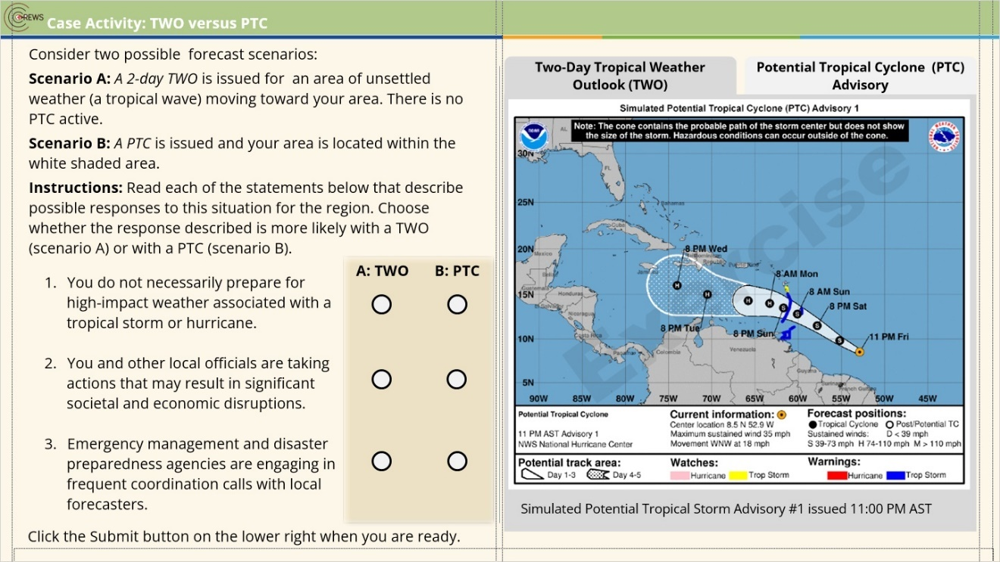 CREWS
Case Activity: TWO versus PTC
Consider two possible forecast scenarios:
Scenario A: A 2-day TWO is issued for an area of unsettled
weather (a tropical wave) moving toward your area. There is no
PTC active.
Scenario B: A PTC is issued and your area is located within the
white shaded area.
Instructions: Read each of the statements below that describe
possible responses to this situation for the region. Choose
whether the response described is more likely with a TWO
(scenario A) or with a PTC (scenario B).
A: TWO B: PTC
1. You do not necessarily prepare for
high-impact weather associated with a
tropical storm or hurricane.
2. You and other local officials are taking
actions that may result in significant
societal and economic disruptions.
3. Emergency management and disaster
preparedness agencies are engaging in
frequent coordination calls with local
forecasters.
Click the Submit button on the lower right when you are ready.
Two-Day Tropical Weather
Outlook (TWO)
Potential Tropical Cyclone (PTC)
Advisory
Simulated Potential Tropical Cyclone (PTC) Advisory 1
Note: The cone contains the probable path of the storm center but does not show
the size of the storm. Hazardous conditions can occur outside of the cone.
noaa
AL
30N
FL
25N
Bahamas
Cuba
20N
8 PM Wed
Mexico
Dominican
Republic
Puerto Rico
Jamaica
Belize
8 AM Mon
Guatemala
Honduras
15N
H
H
H
H
S
S
8 AM Sun
El Salvador
Nicaragua
S
8 PM Sat
8 PM Tue
8 PM Sun
S
11 PM Fri
10N
Costa Rica
Panama
Colombia
Venezuela
Guyana
Suriname
French Guiana
5N
90W 85W 80W 75W 70W 65W 60W 55W 50W 45W
Exercise
Potential Tropical Cyclone
11 PM AST Advisory 1
NWS National Hurricane Center
Current information:
Center location 8.5 N 52.9 W
Maximum sustained wind 35 mph
Movement WNW at 18 mph
Forecast positions:
Tropical Cyclone Post/Potential TC
Sustained winds: D < 39 mph
S 39-73 mph H 74-110 mph M > 110 mph
Potential track area:
Day 1-3 Day 4-5
Watches:
Hurricane Trop Storm
Warnings:
Hurricane Trop Storm
Simulated Potential Tropical Storm Advisory #1 issued 11:00 PM AST